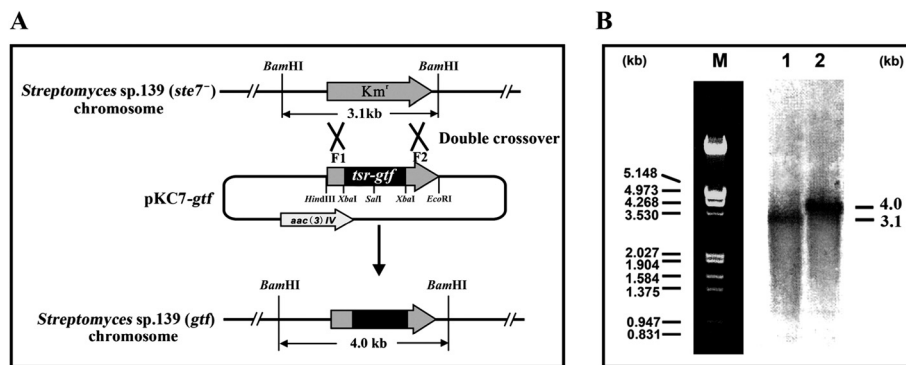 A
BamHI BamHI
Streptomyces sp.139 (ste7⁻)
chromosome
Kmʳ
3.1kb
Double crossover
F1 F2
pKC7-gtf
tsr-gtf
HindIII XbaI SalI XbaI EcoRI
aac(3) IV
BamHI BamHI
Streptomyces sp.139 (gtf)
chromosome
4.0 kb
B
(kb) M 1 2 (kb)
5.148
4.973
4.268
3.530
2.027
1.904
1.584
1.375
0.947
0.831
4.0
3.1